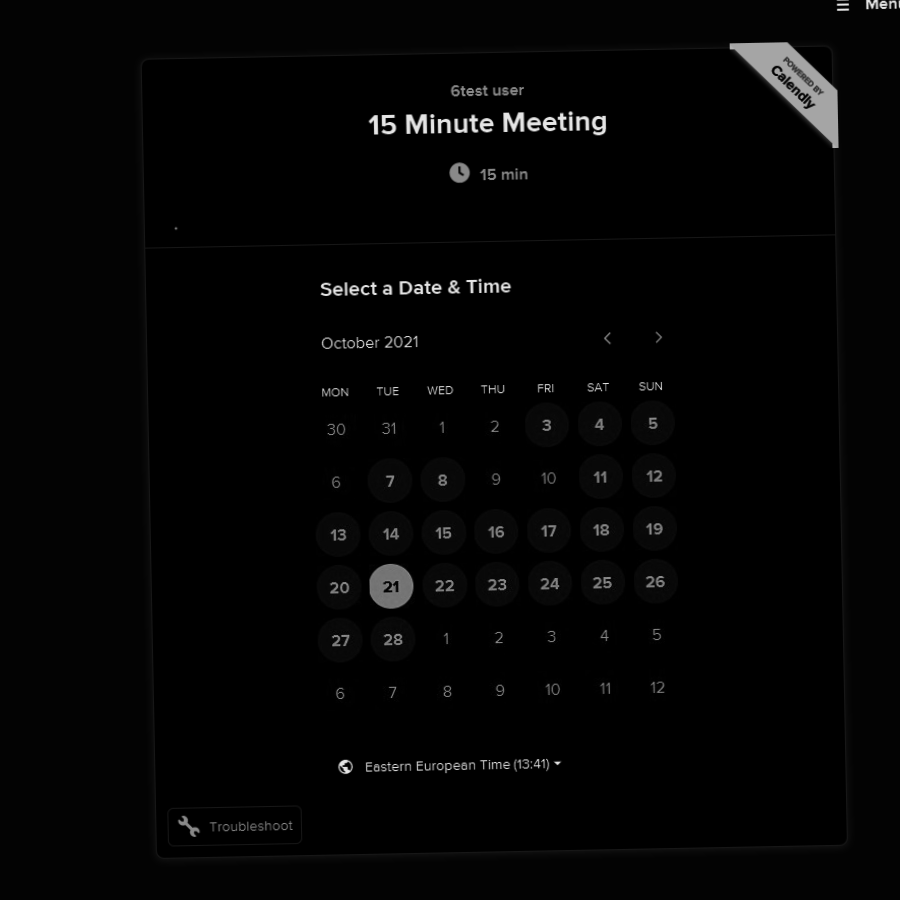 ☰ Menu
POWERED BY
Calendly
6test user
15 Minute Meeting
15 min
Select a Date & Time
October 2021
MON TUE WED THU FRI SAT SUN
30 31 1 2 3 4 5
6 7 8 9 10 11 12
13 14 15 16 17 18 19
20 21 22 23 24 25 26
27 28 1 2 3 4 5
6 7 8 9 10 11 12
Eastern European Time (13:41)
Troubleshoot